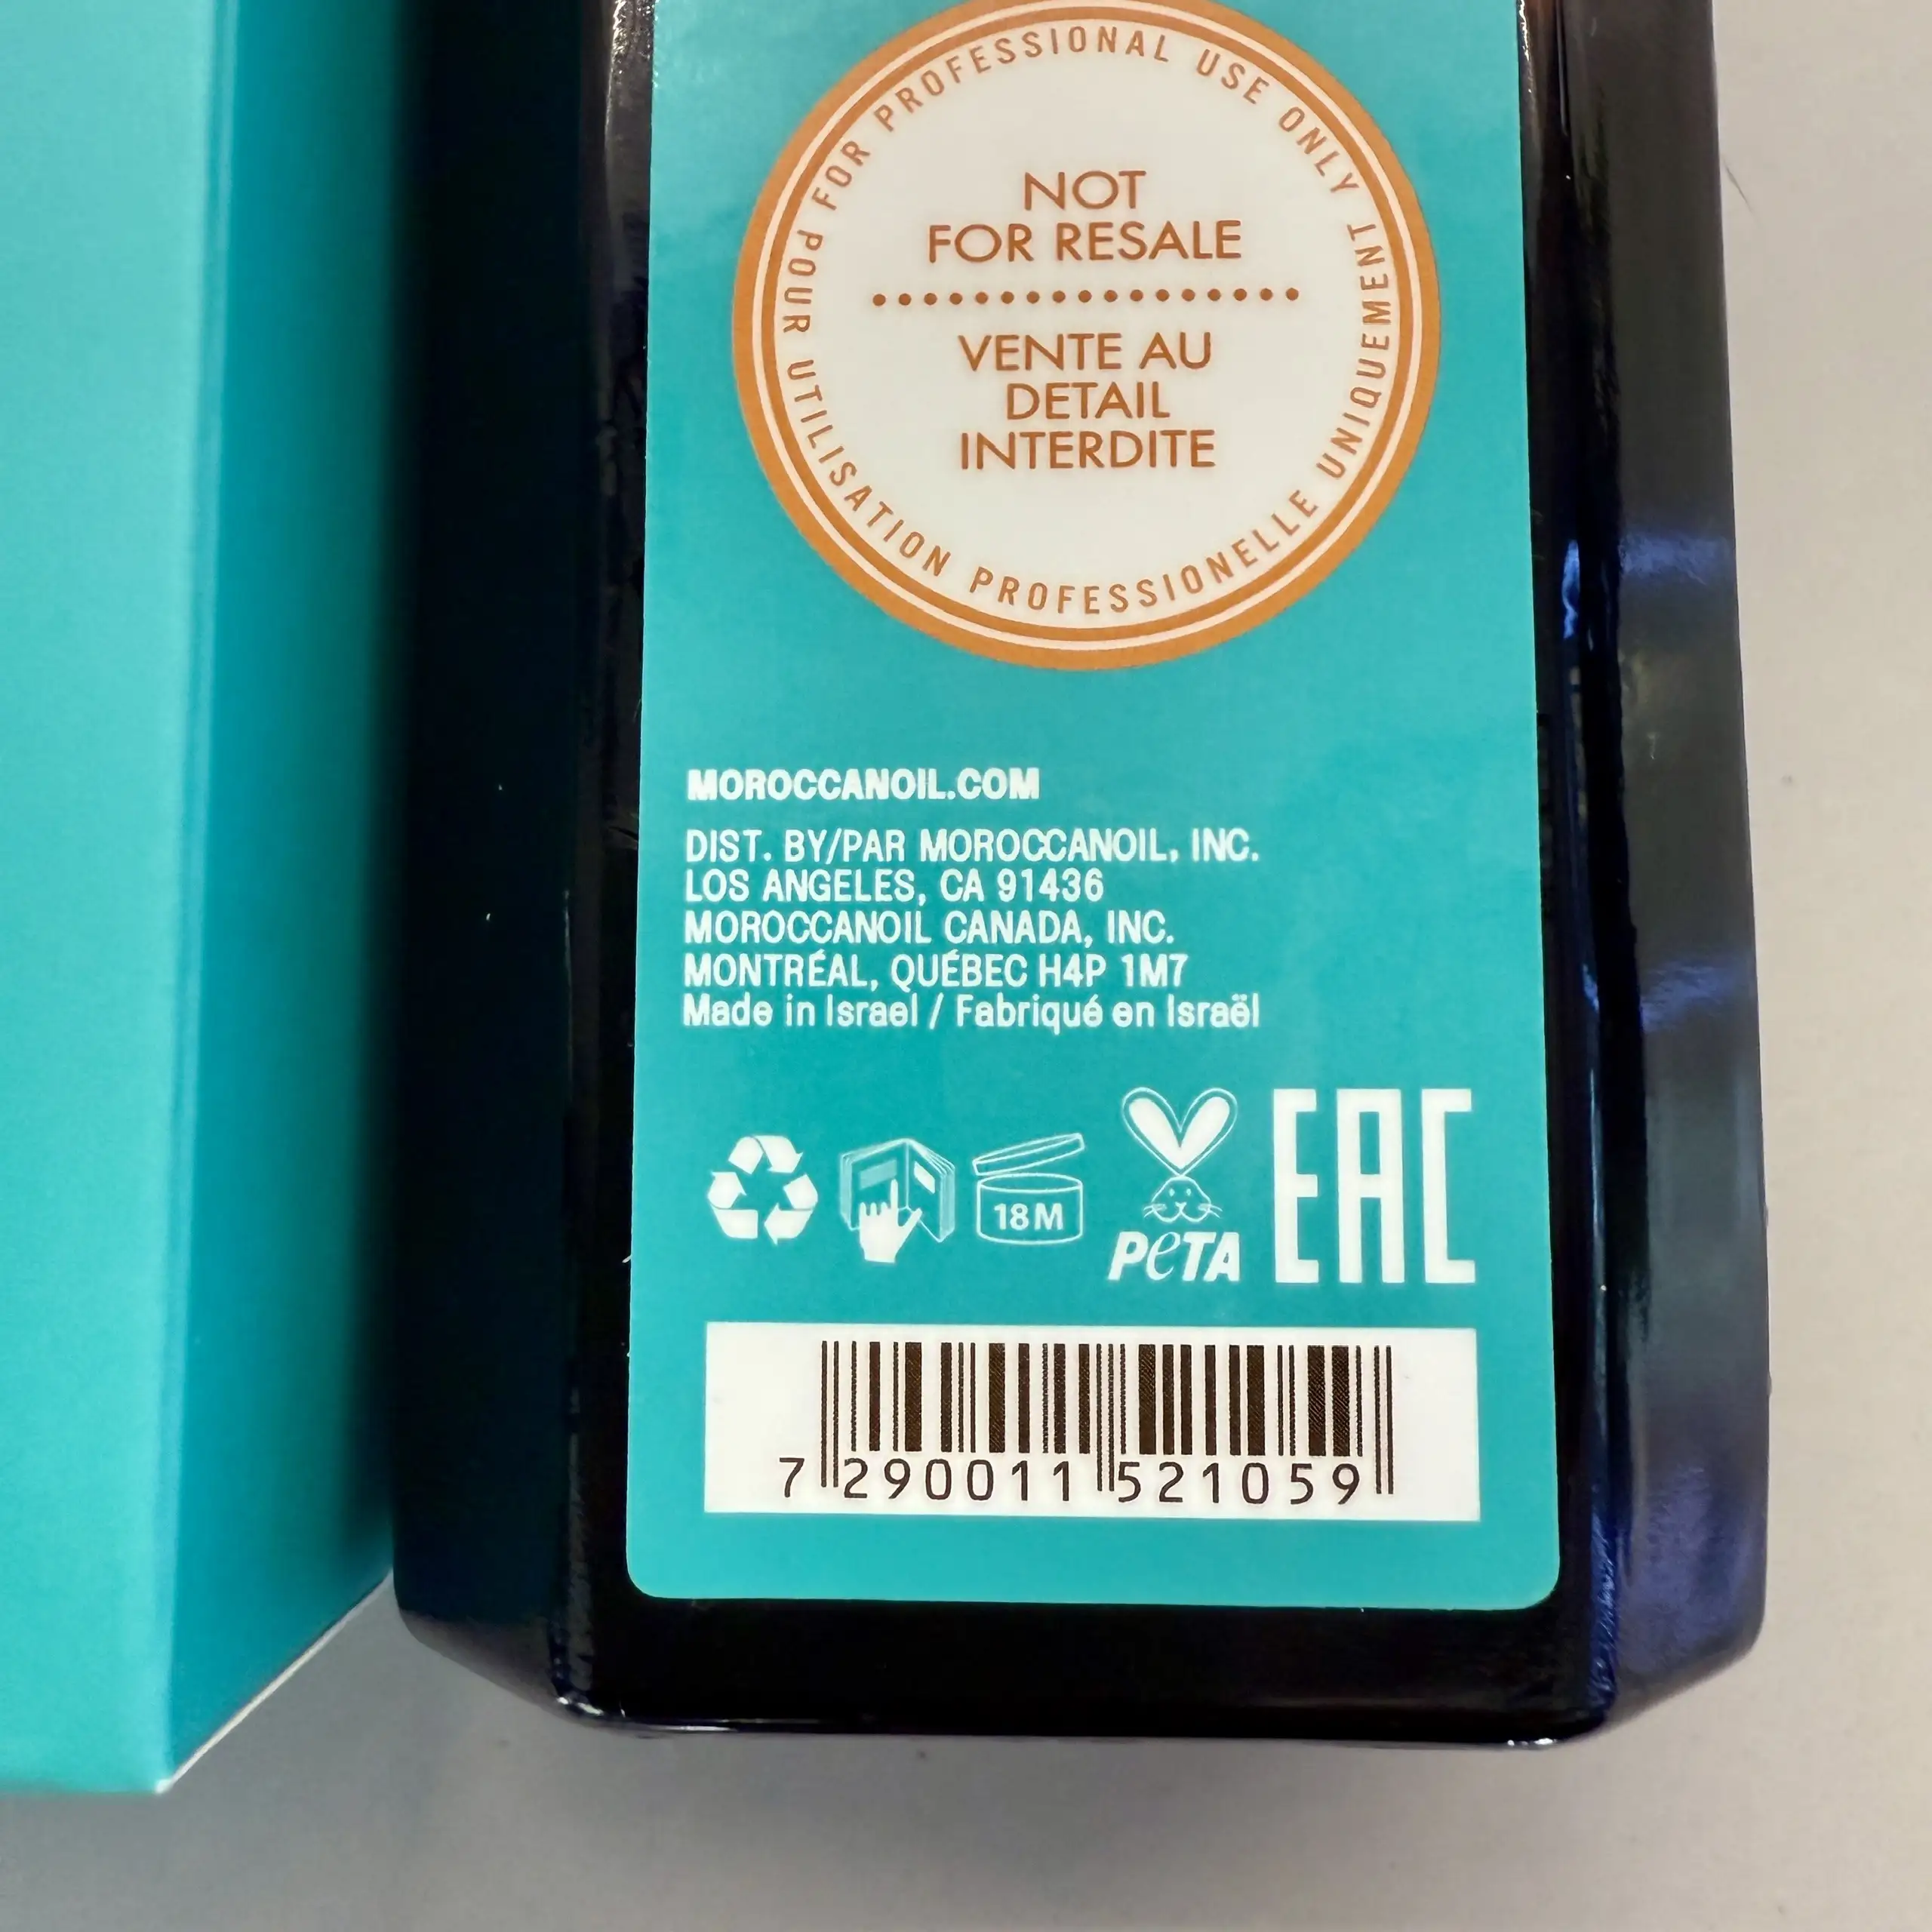 FOR PROFESSIONAL USE ONLY
NOT
FOR RESALE
VENTE AU
DETAIL
INTERDITE
POUR UTILISATION PROFESSIONELLE UNIQUEMENT
MOROCCANOIL.COM
DIST. BY/PAR MOROCCANOIL, INC.
LOS ANGELES, CA 91436
MOROCCANOIL CANADA, INC.
MONTRÉAL, QUÉBEC H4P 1M7
Made in Israel / Fabriqué en Israël
18M
PeTA
EAC
7 290011 521059